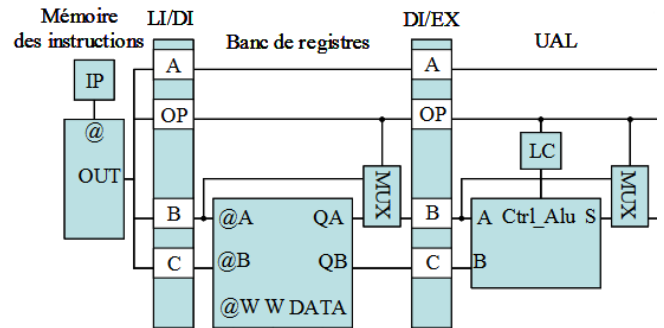 Mémoire
des instructions
LI/DI
Banc de registres
DI/EX
UAL
IP
@
OUT
A
OP
B
C
@A
QA
@B
QB
@W W DATA
MUX
A
OP
B
C
LC
A
Ctrl_Alu
S
B
MUX